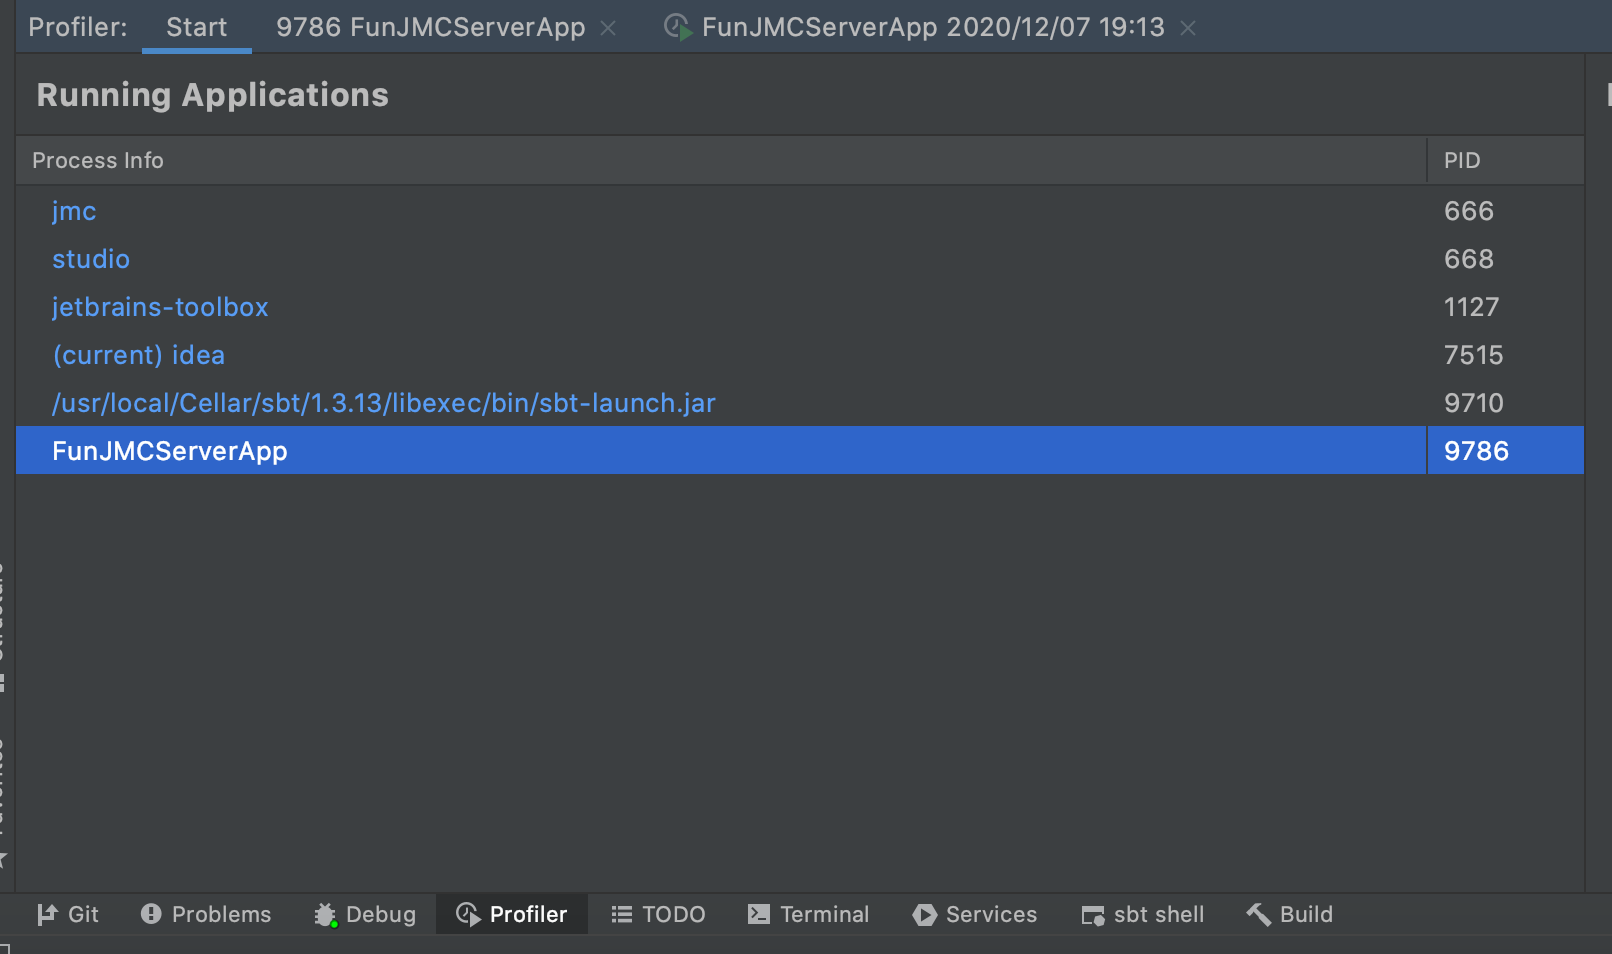 Profiler: Start 9786 FunJMCServerApp FunJMCServerApp 2020/12/07 19:13
Running Applications
Process Info PID
jmc 666
studio 668
jetbrains-toolbox 1127
(current) idea 7515
/usr/local/Cellar/sbt/1.3.13/libexec/bin/sbt-launch.jar 9710
FunJMCServerApp 9786
Git Problems Debug Profiler TODO Terminal Services sbt shell Build